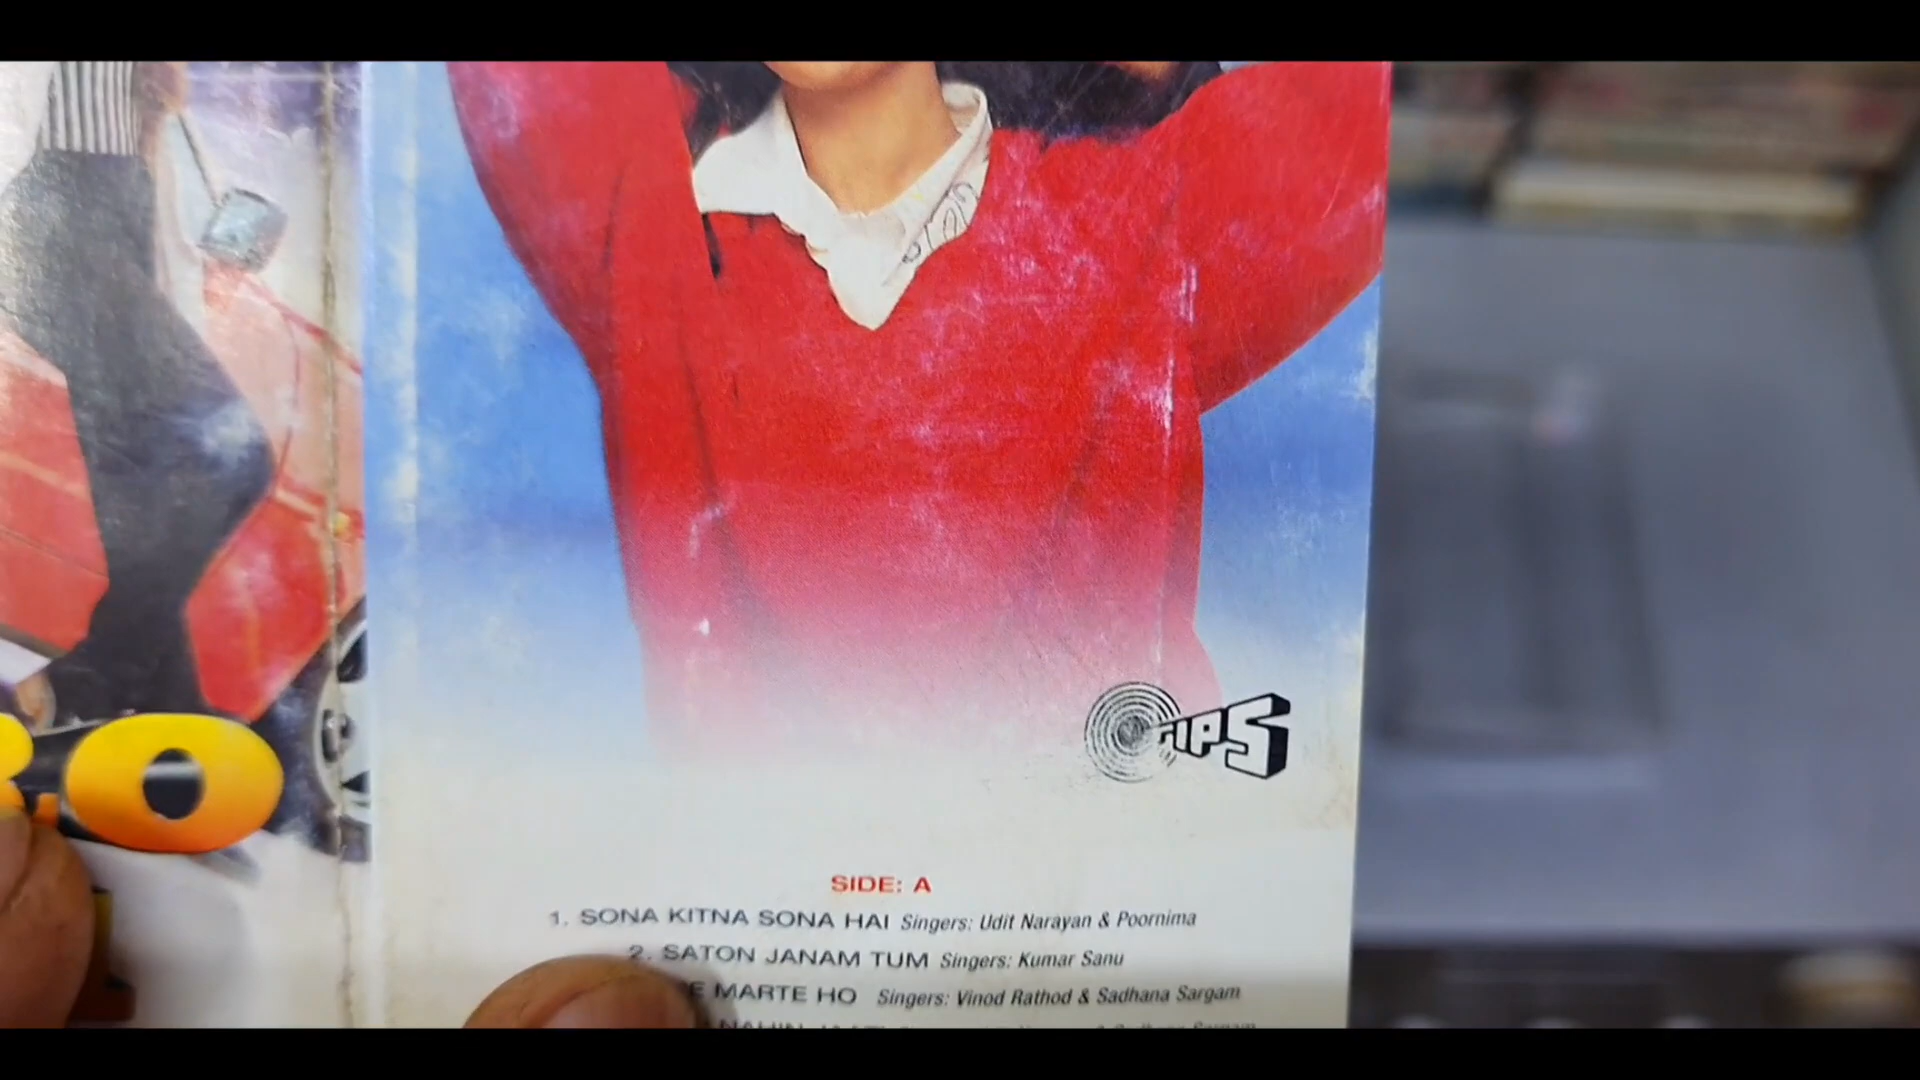 TIPS
O
SIDE: A
1. SONA KITNA SONA HAI Singers: Udit Narayan & Poornima
2. SATON JANAM TUM Singers: Kumar Sanu
E MARTE HO Singers: Vinod Rathod & Sadhana Sargam
NAHIN